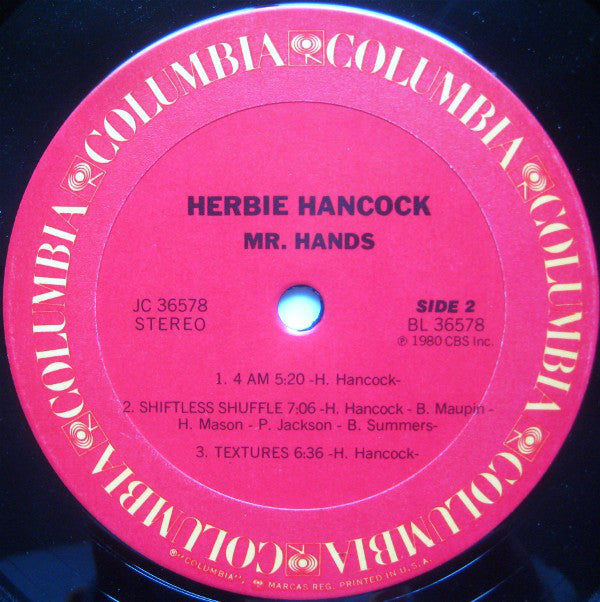 COLUMBIA COLUMBIA COLUMBIA COLUMBIA COLUMBIA COLUMBIA COLUMBIA COLUMBIA
HERBIE HANCOCK
MR. HANDS
JC 36578
STEREO
SIDE 2
BL 36578
℗ 1980 CBS Inc.
1. 4 AM 5:20 -H. Hancock-
2. SHIFTLESS SHUFFLE 7:06 -H. Hancock - B. Maupin -
H. Mason - P. Jackson - B. Summers-
3. TEXTURES 6:36 -H. Hancock-
®"COLUMBIA", MARCAS REG. PRINTED IN U.S.A.